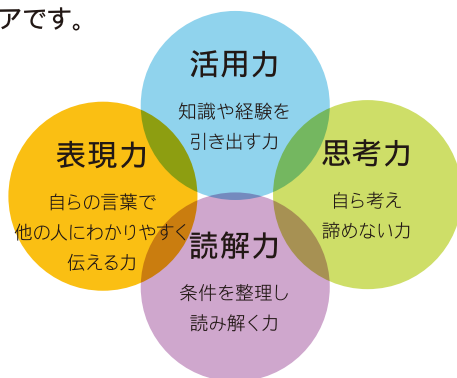 アです。
活用力
知識や経験を
引き出す力
表現力
自らの言葉で
他の人にわかりやすく
伝える力
思考力
自ら考え
諦めない力
読解力
条件を整理し
読み解く力